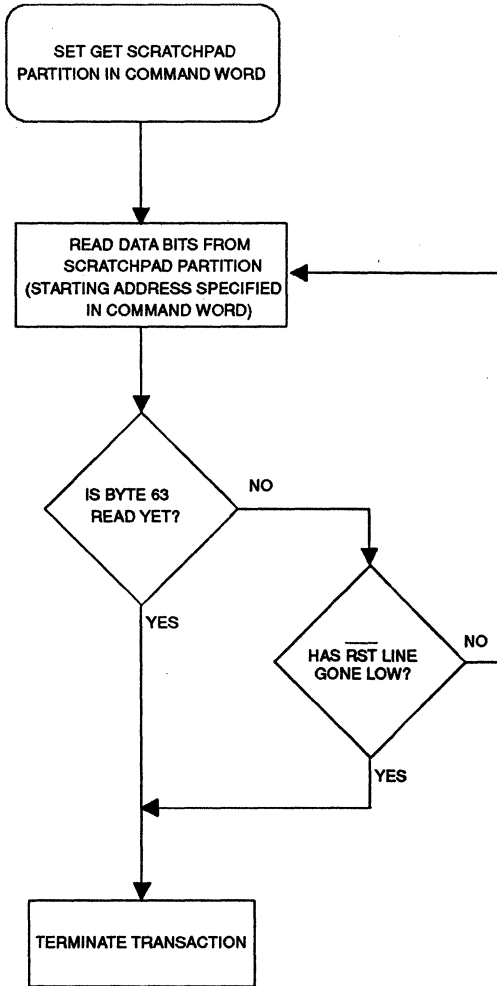 SET GET SCRATCHPAD
PARTITION IN COMMAND WORD
READ DATA BITS FROM
SCRATCHPAD PARTITION
(STARTING ADDRESS SPECIFIED
IN COMMAND WORD)
IS BYTE 63
READ YET?
NO
YES
HAS R̅S̅T̅ LINE
GONE LOW?
NO
YES
TERMINATE TRANSACTION